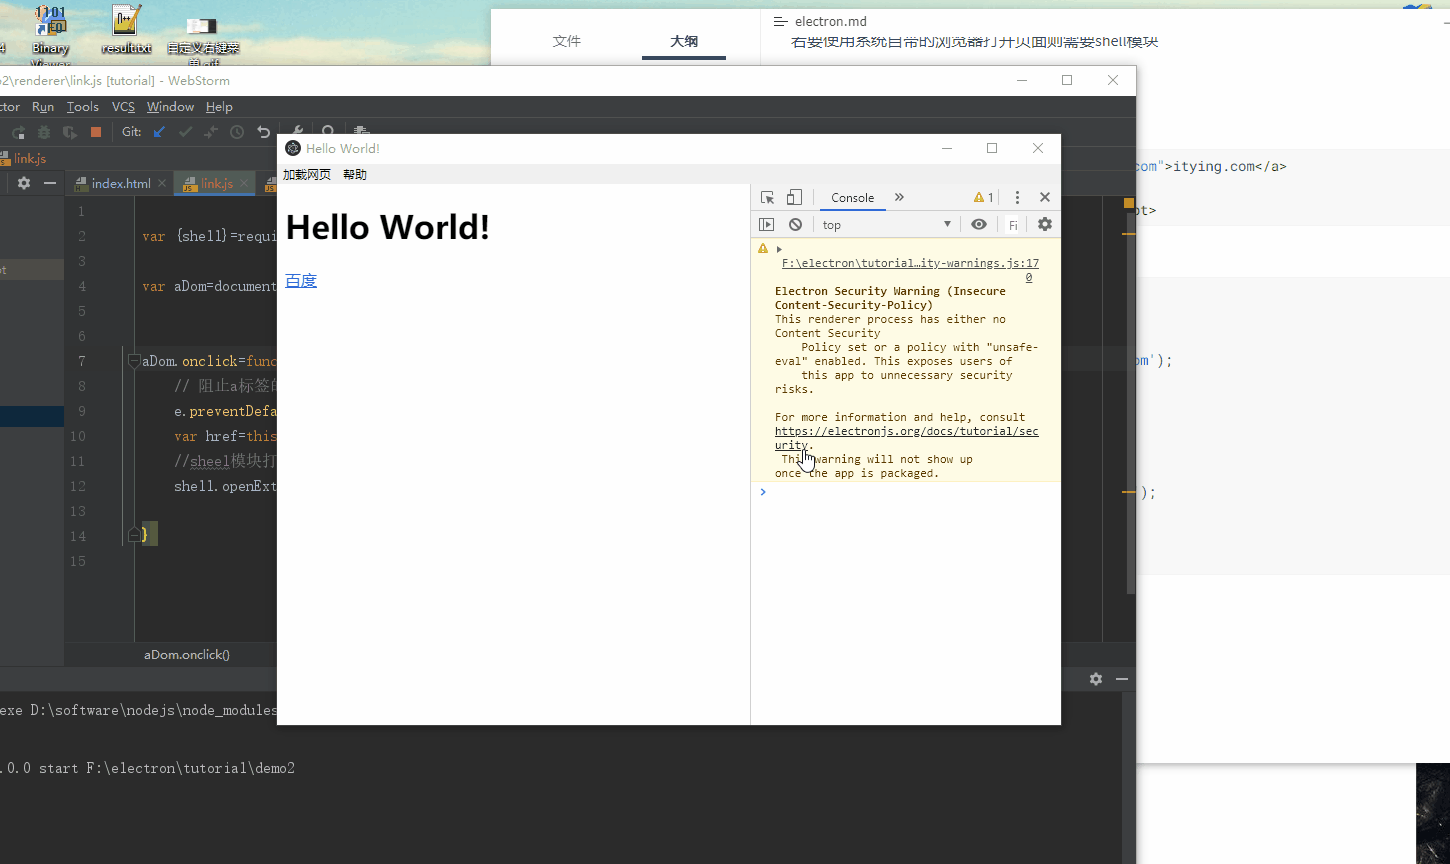 1101
Binary
Viewer
result.txt
自定义右键菜
单.gif
文件
大纲
electron.md
若要使用系统自带的浏览器打开页面则需要shell模块
com">itying.com</a>
pt>
om');
);
o2\renderer\link.js [tutorial] - WebStorm
ctor Run Tools VCS Window Help
Git:
link.js
index.html
link.js
1
2 var {shell}=requi
3
4 var aDom=document
5
6
7 aDom.onclick=func
8 // 阻止a标签的
9 e.preventDefa
10 var href=this
11 //sheel模块打
12 shell.openExt
13
14 }
15
aDom.onclick()
exe D:\software\nodejs\node_modules
.0.0 start F:\electron\tutorial\demo2
Hello World!
加载网页 帮助
Hello World!
百度
Console
» 1
top
Fi
F:\electron\tutorial…ity-warnings.js:17
0
Electron Security Warning (Insecure
Content-Security-Policy)
This renderer process has either no
Content Security
Policy set or a policy with "unsafe-
eval" enabled. This exposes users of
this app to unnecessary security
risks.
For more information and help, consult
https://electronjs.org/docs/tutorial/sec
urity.
This warning will not show up
once the app is packaged.